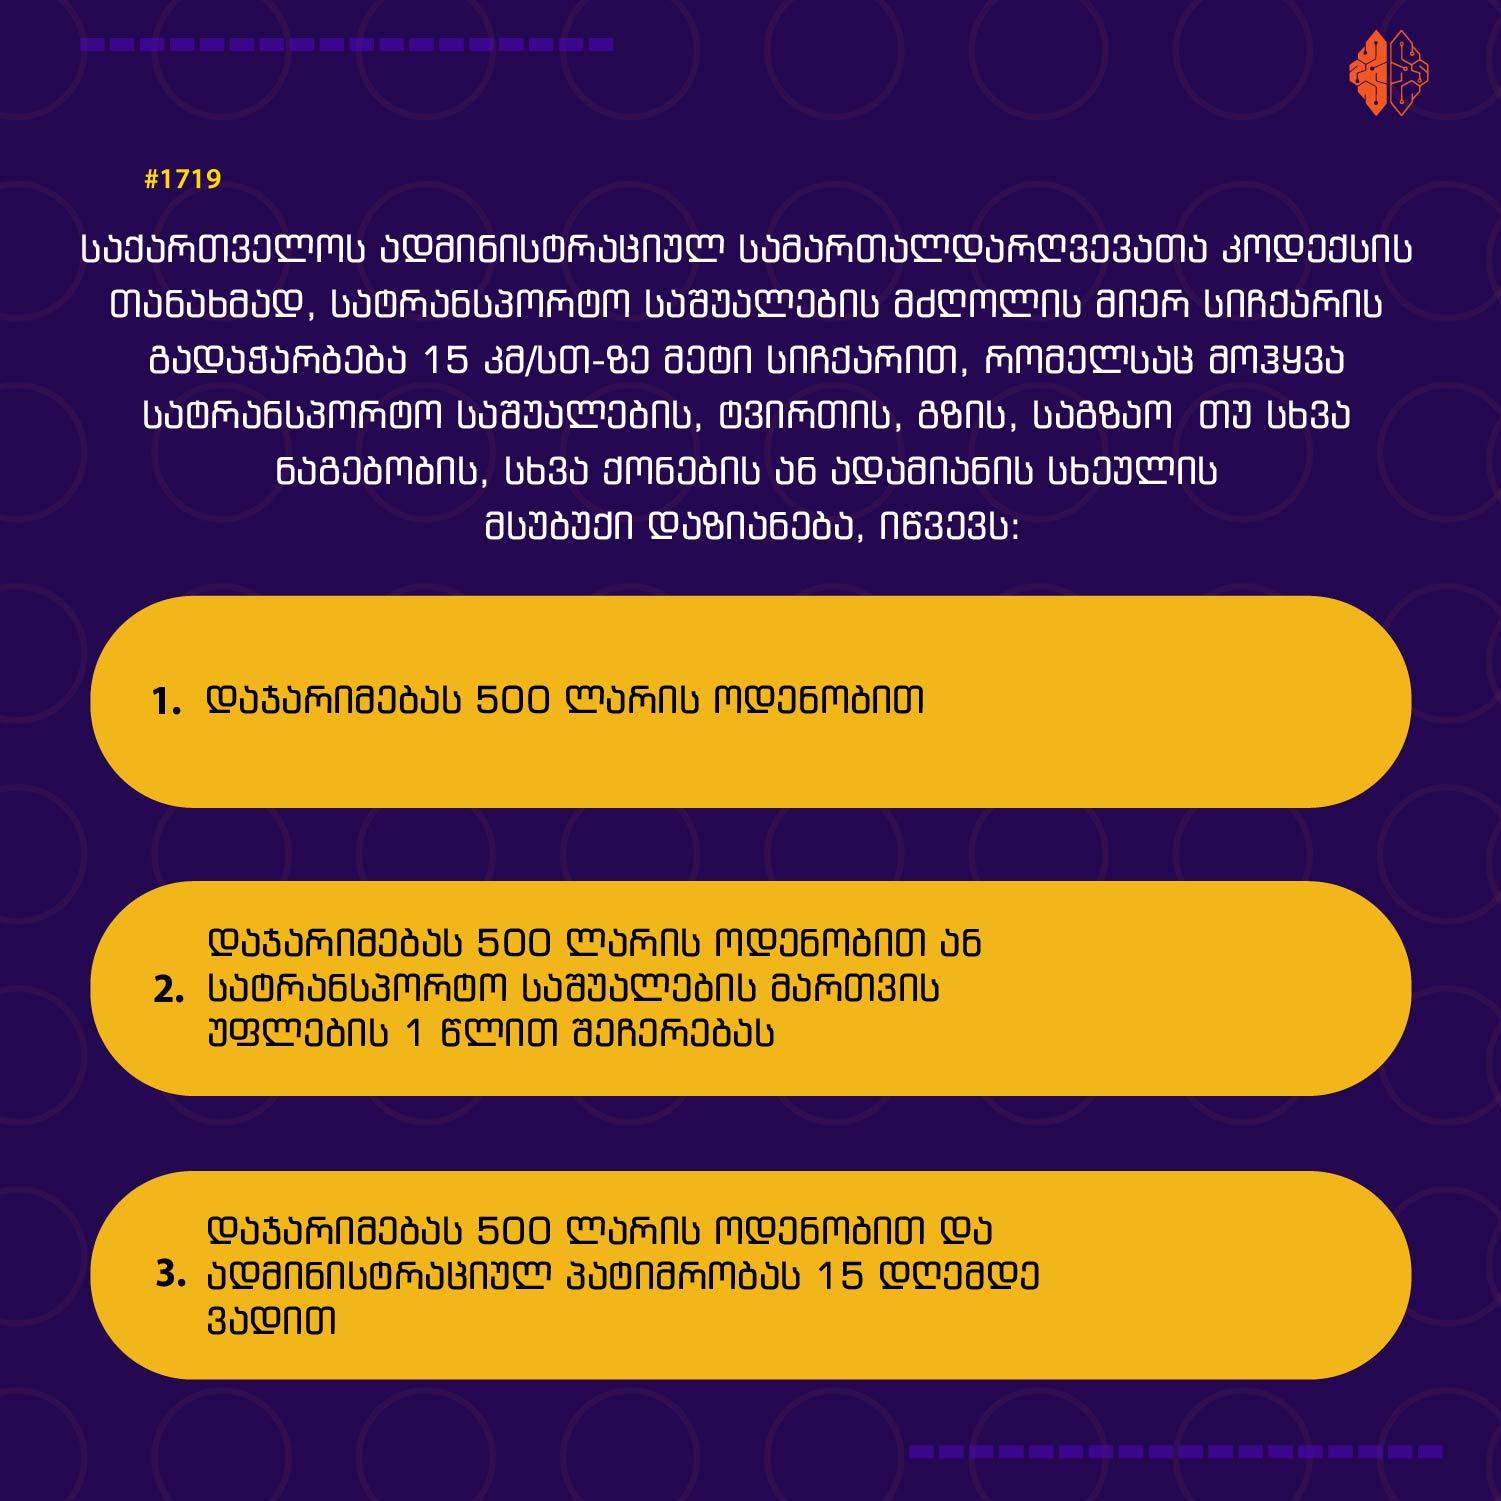 #1719
საქართველოს ადმინისტრაციულ სამართალდარღვევათა კოდექსის
თანახმად, სატრანსპორტო საშუალების მძღოლის მიერ სიჩქარის
გადაჭარბება 15 კმ/სთ-ზე მეტი სიჩქარით, რომელსაც მოჰყვა
სატრანსპორტო საშუალების, ტვირთის, გზის, საგზაო თუ სხვა
ნაგებობის, სხვა ქონების ან ადამიანის სხეულის
მსუბუქი დაზიანება, იწვევს:
1. დაჯარიმებას 500 ლარის ოდენობით
დაჯარიმებას 500 ლარის ოდენობით ან
2. სატრანსპორტო საშუალების მართვის
უფლების 1 წლით შეჩერებას
დაჯარიმებას 500 ლარის ოდენობით და
3. ადმინისტრაციულ პატიმრობას 15 დღემდე
ვადით